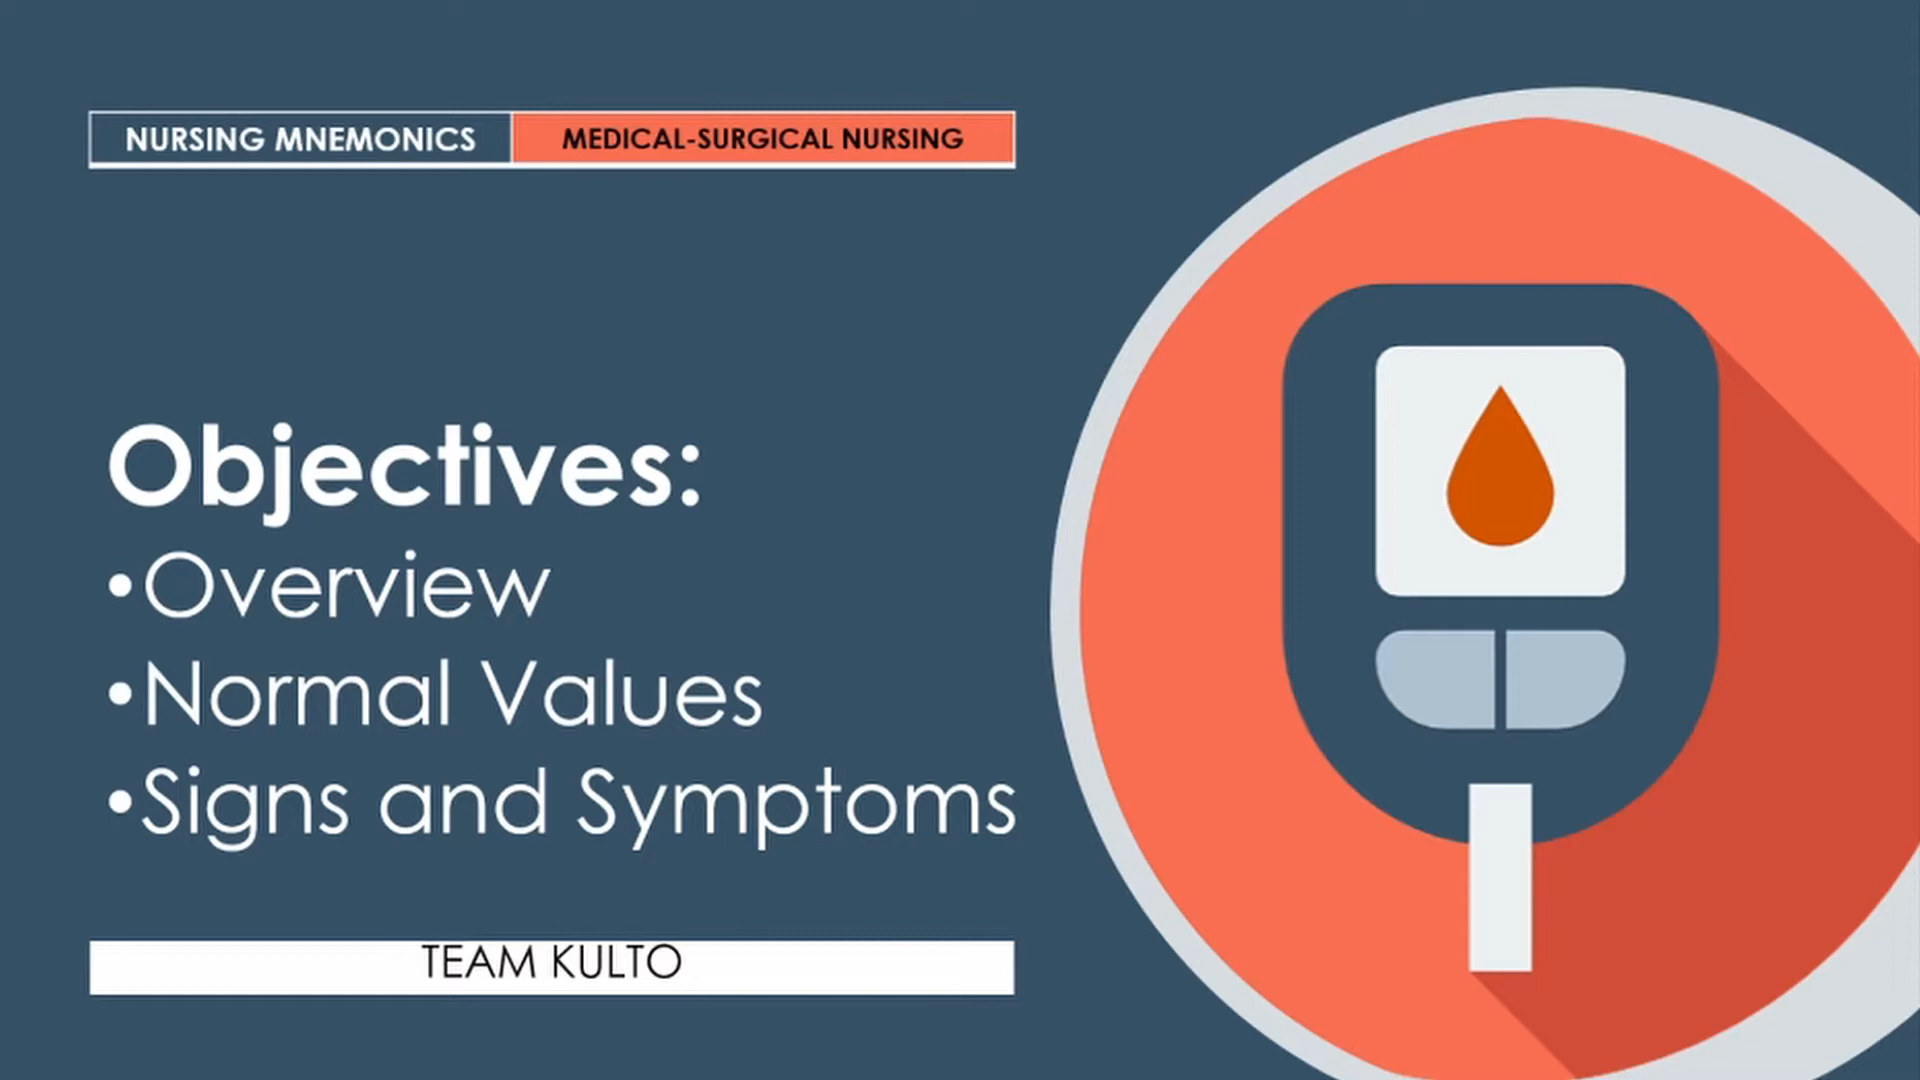 NURSING MNEMONICS
MEDICAL-SURGICAL NURSING
Objectives:
•Overview
•Normal Values
•Signs and Symptoms
TEAM KULTO